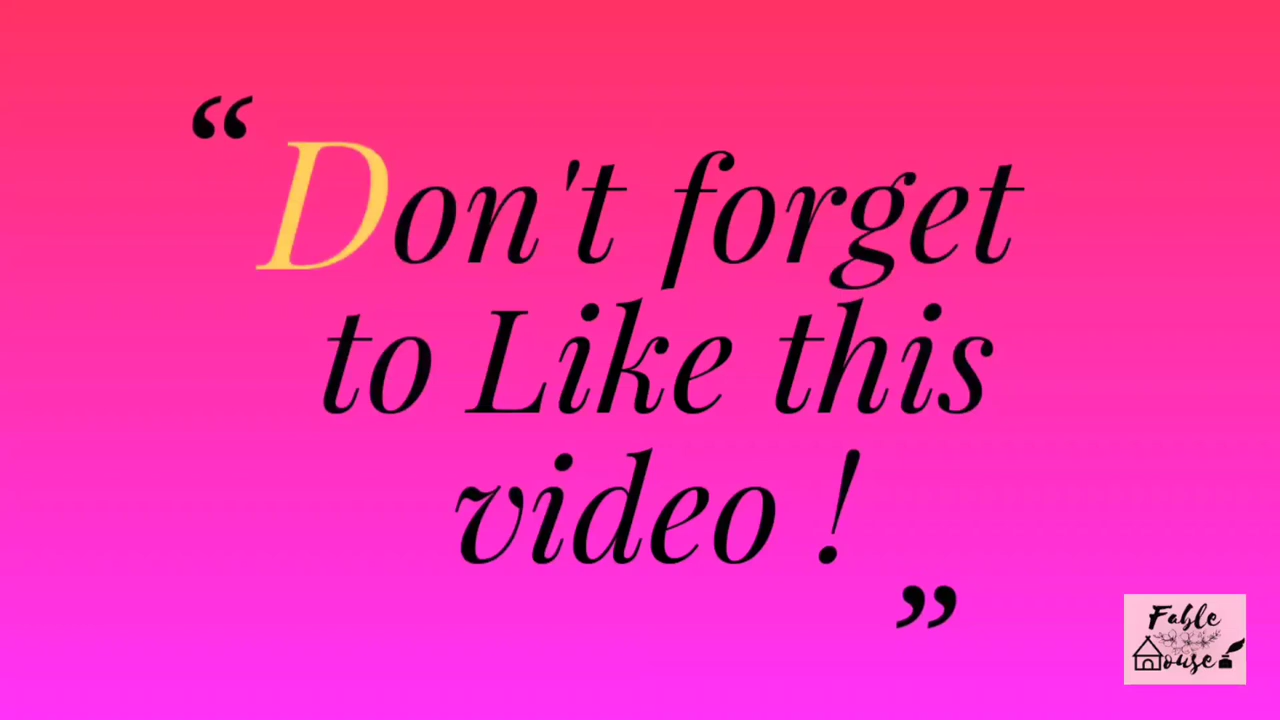 “Don't forget
to Like this
video !”
Fable
House